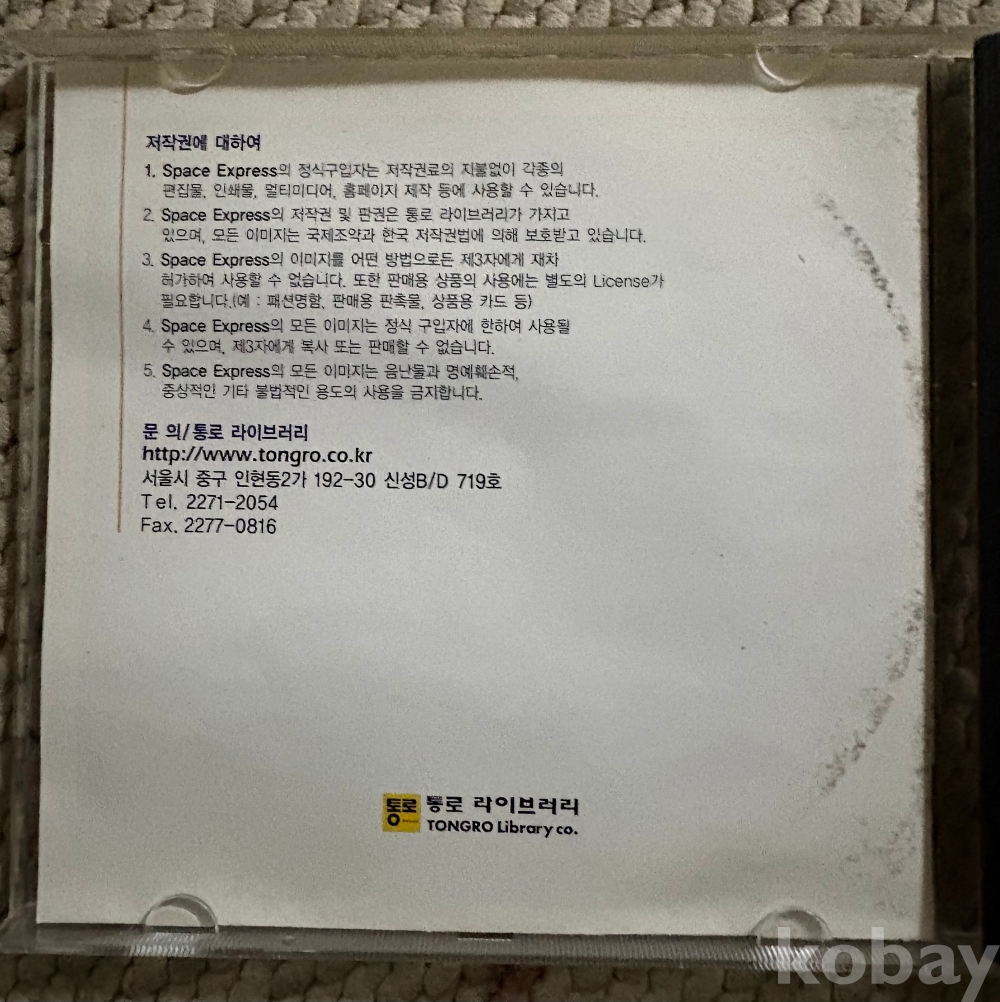 저작권에 대하여
1. Space Express의 정식구입자는 저작권료의 지불없이 각종의
편집물, 인쇄물, 멀티미디어, 홈페이지 제작 등에 사용할 수 있습니다.
2. Space Express의 저작권 및 판권은 통로 라이브러리가 가지고
있으며, 모든 이미지는 국제조약과 한국 저작권법에 의해 보호받고 있습니다.
3. Space Express의 이미지를 어떤 방법으로든 제3자에게 재차
허가하여 사용할 수 없습니다. 또한 판매용 상품의 사용에는 별도의 License가
필요합니다.(예 : 패션명함, 판매용 판촉물, 상품용 카드 등)
4. Space Express의 모든 이미지는 정식 구입자에 한하여 사용될
수 있으며, 제3자에게 복사 또는 판매할 수 없습니다.
5. Space Express의 모든 이미지는 음난물과 명예훼손적,
중상적인 기타 불법적인 용도의 사용을 금지합니다.
문 의/통로 라이브러리
http://www.tongro.co.kr
서울시 중구 인현동2가 192-30 신성B/D 719호
Tel. 2271-2054
Fax. 2277-0816
통로 통로 라이브러리
TONGRO Library co.
kobay